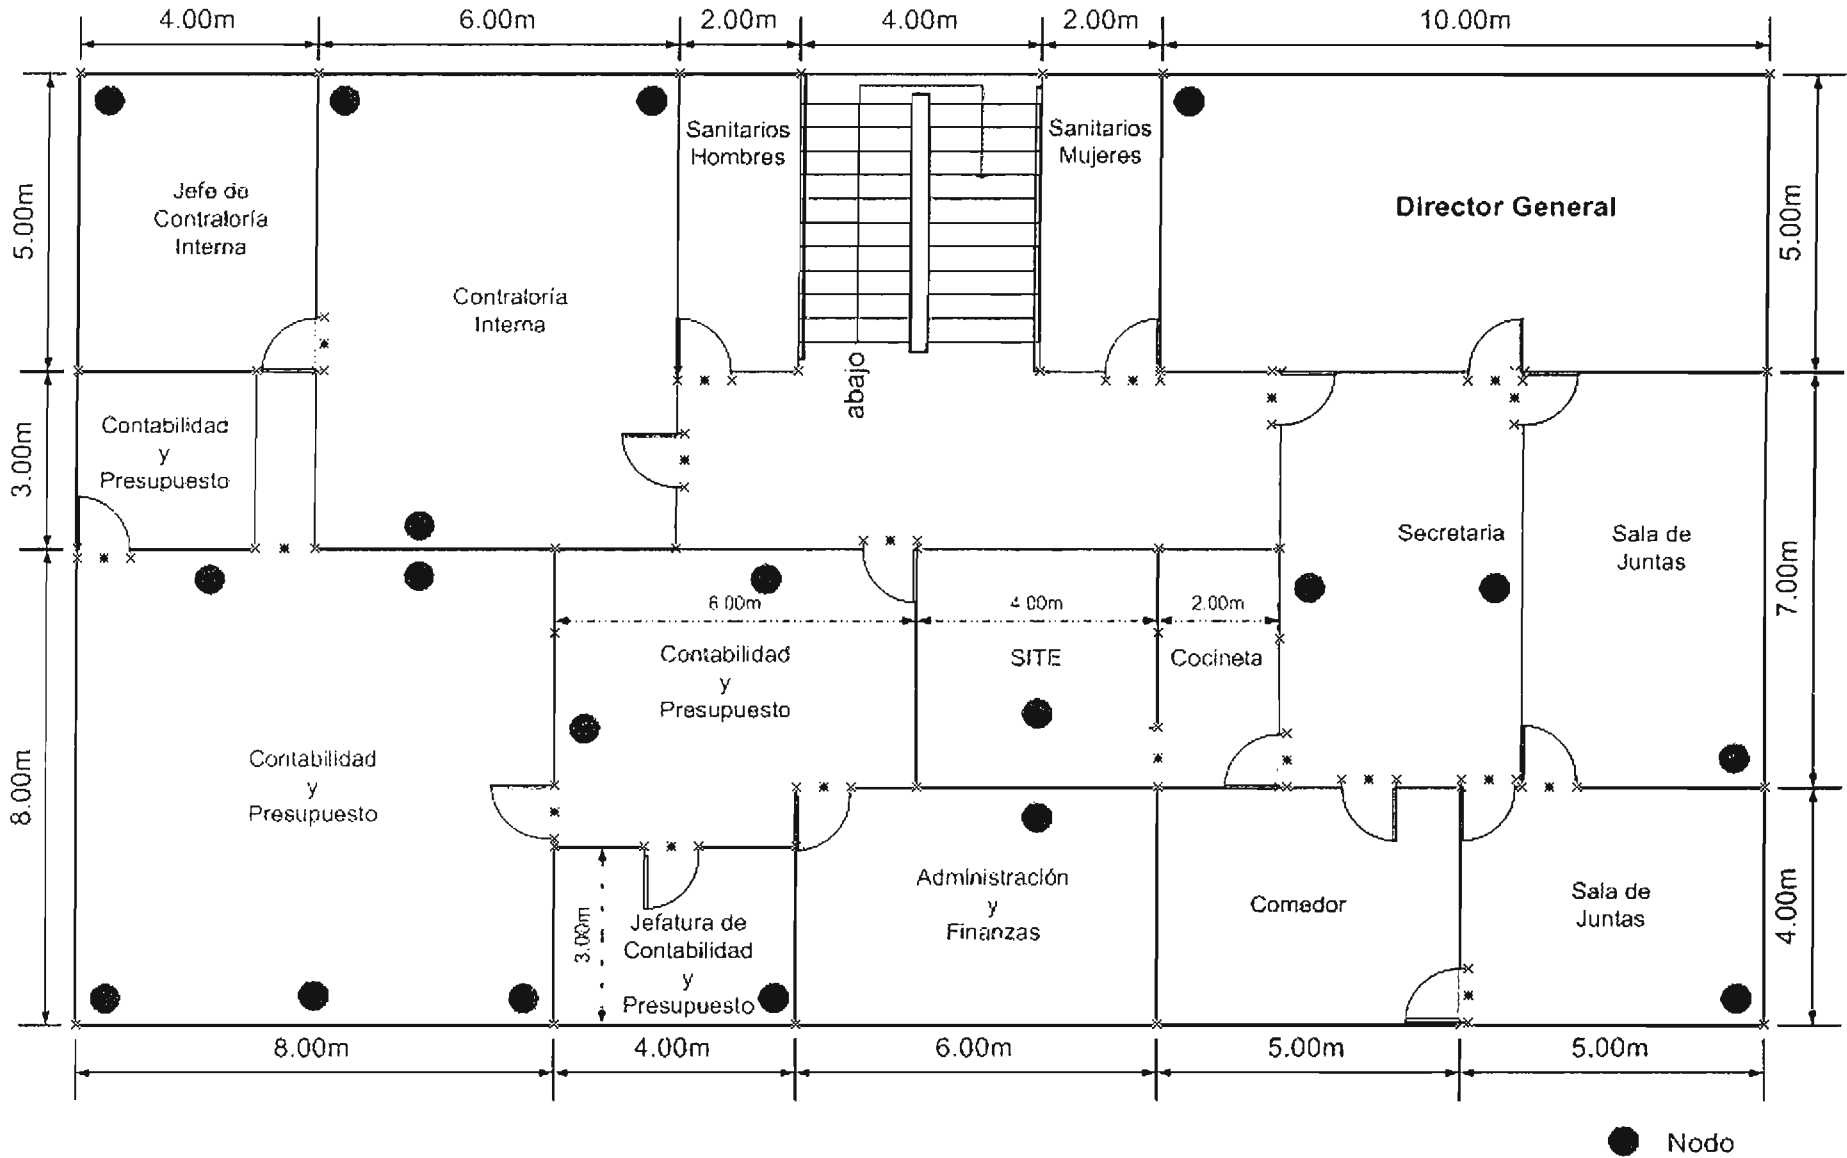 4.00m
6.00m
2.00m
4.00m
2.00m
10.00m
5.00m
3.00m
8.00m
5.00m
7.00m
4.00m
Jefe de
Contraloría
Interna
Contraloría
Interna
Sanitarios
Hombres
abajo
Sanitarios
Mujeres
Director General
Contabilidad
y
Presupuesto
Secretaria
Sala de
Juntas
6.00m
4.00m
2.00m
Contabilidad
y
Presupuesto
SITE
Cocineta
Contabilidad
y
Presupuesto
3.00m
Jefatura de
Contabilidad
y
Presupuesto
Administración
y
Finanzas
Comedor
Sala de
Juntas
8.00m
4.00m
6.00m
5.00m
5.00m
Nodo